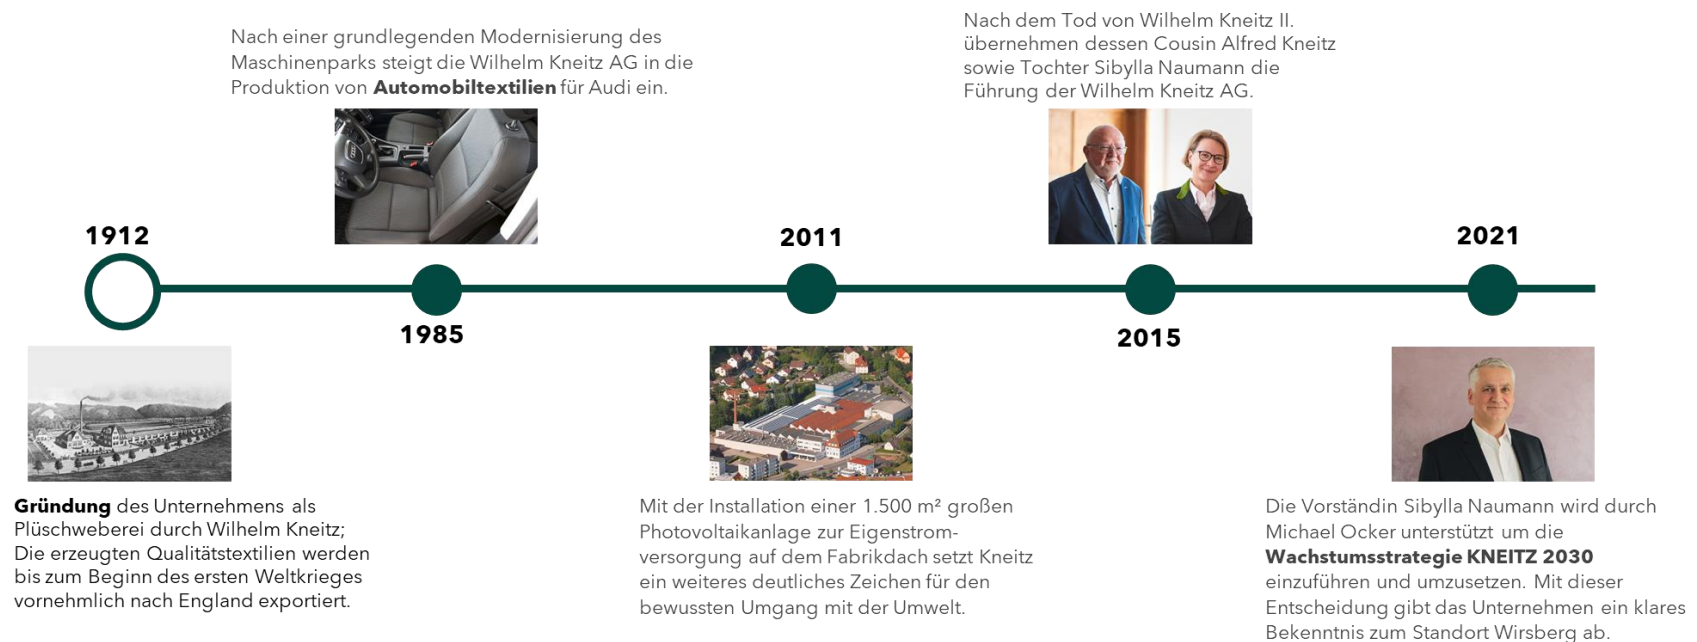 Nach einer grundlegenden Modernisierung des
Maschinenparks steigt die Wilhelm Kneitz AG in die
Produktion von Automobiltextilien für Audi ein.
Nach dem Tod von Wilhelm Kneitz II.
übernehmen dessen Cousin Alfred Kneitz
sowie Tochter Sibylla Naumann die
Führung der Wilhelm Kneitz AG.
1912
2011
2021
1985
2015
Gründung des Unternehmens als
Plüschweberei durch Wilhelm Kneitz;
Die erzeugten Qualitätstextilien werden
bis zum Beginn des ersten Weltkrieges
vornehmlich nach England exportiert.
Mit der Installation einer 1.500 m² großen
Photovoltaikanlage zur Eigenstrom-
versorgung auf dem Fabrikdach setzt Kneitz
ein weiteres deutliches Zeichen für den
bewussten Umgang mit der Umwelt.
Die Vorständin Sibylla Naumann wird durch
Michael Ocker unterstützt um die
Wachstumsstrategie KNEITZ 2030
einzuführen und umzusetzen. Mit dieser
Entscheidung gibt das Unternehmen ein klares
Bekenntnis zum Standort Wirsberg ab.